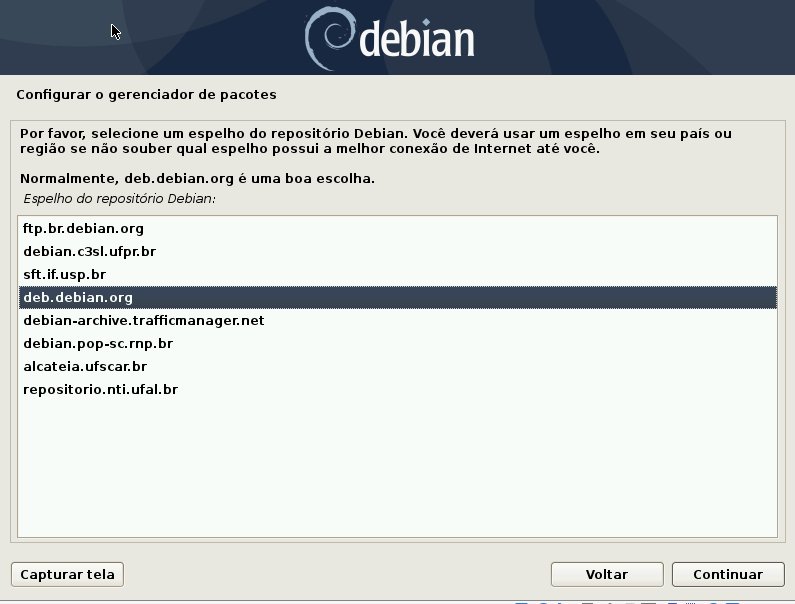 debian
Configurar o gerenciador de pacotes
Por favor, selecione um espelho do repositório Debian. Você deverá usar um espelho em seu país ou
região se não souber qual espelho possui a melhor conexão de Internet até você.
Normalmente, deb.debian.org é uma boa escolha.
Espelho do repositório Debian:
ftp.br.debian.org
debian.c3sl.ufpr.br
sft.if.usp.br
deb.debian.org
debian-archive.trafficmanager.net
debian.pop-sc.rnp.br
alcateia.ufscar.br
repositorio.nti.ufal.br
Capturar tela
Voltar
Continuar